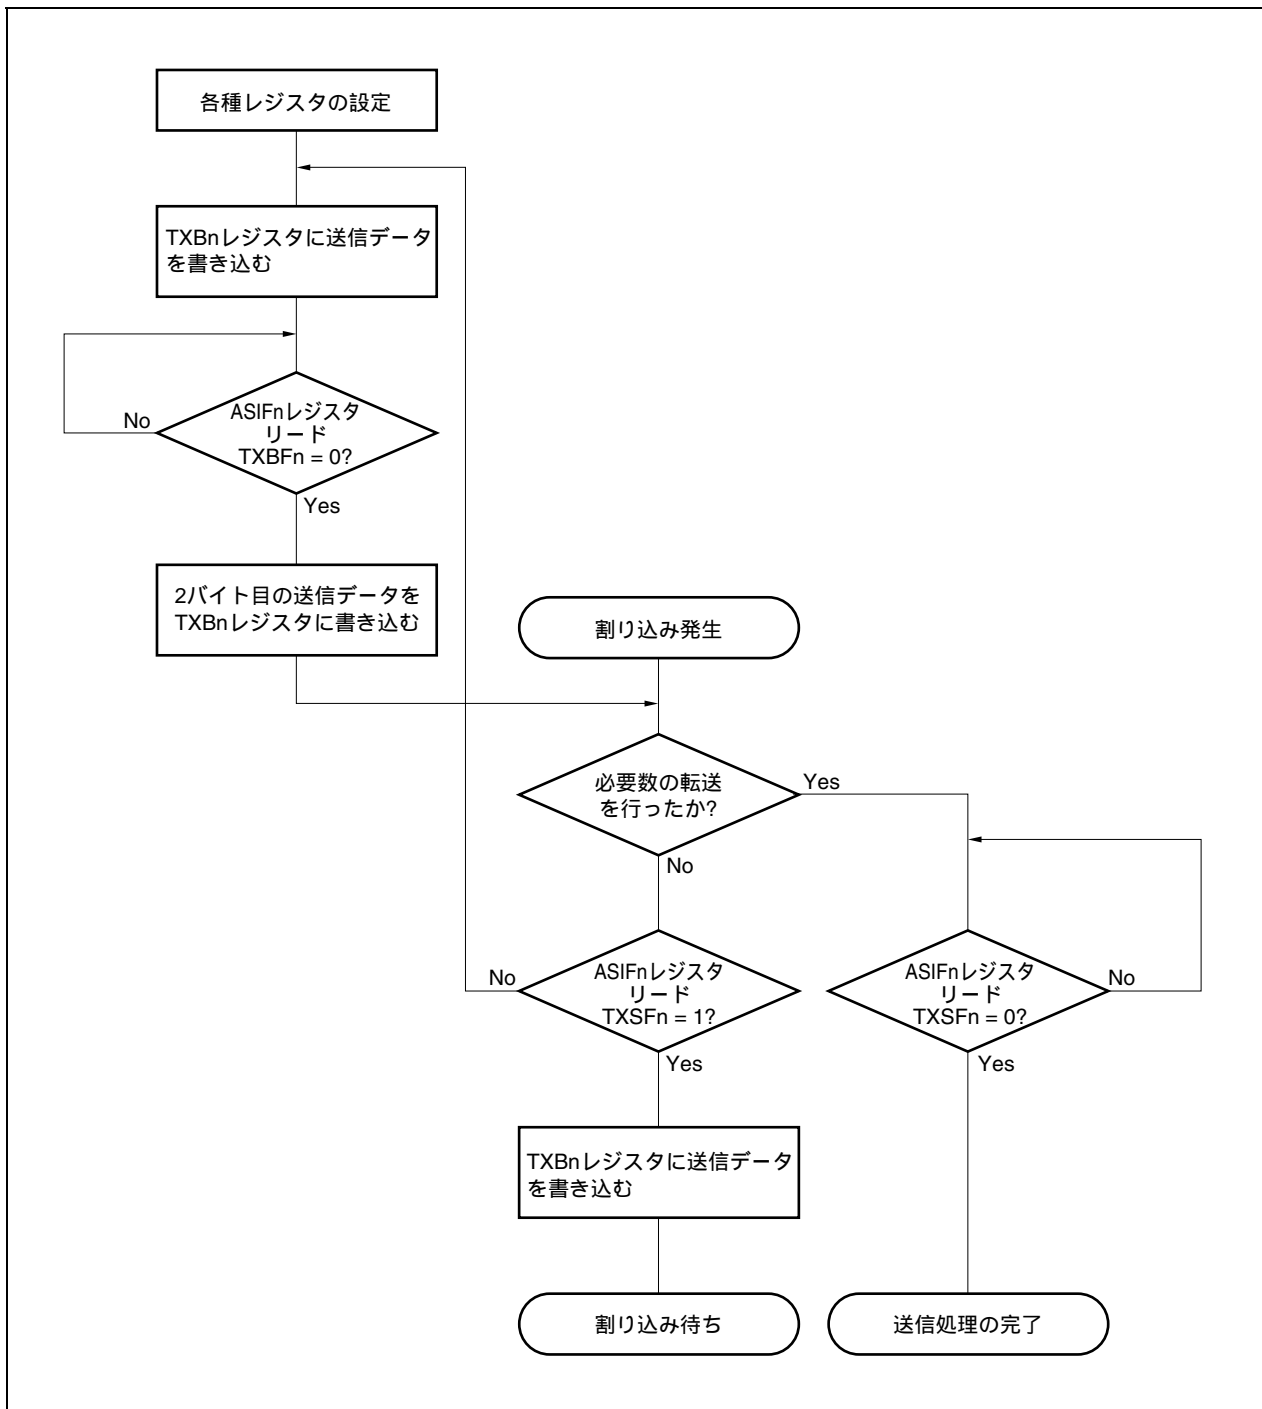 各種レジスタの設定
TXBnレジスタに送信データ
を書き込む
No
ASIFnレジスタ
リード
TXBFn = 0?
Yes
2バイト目の送信データを
TXBnレジスタに書き込む
割り込み発生
必要数の転送
を行ったか?
Yes
No
No
ASIFnレジスタ
リード
TXSFn = 1?
Yes
ASIFnレジスタ
リード
TXSFn = 0?
No
Yes
TXBnレジスタに送信データ
を書き込む
割り込み待ち
送信処理の完了